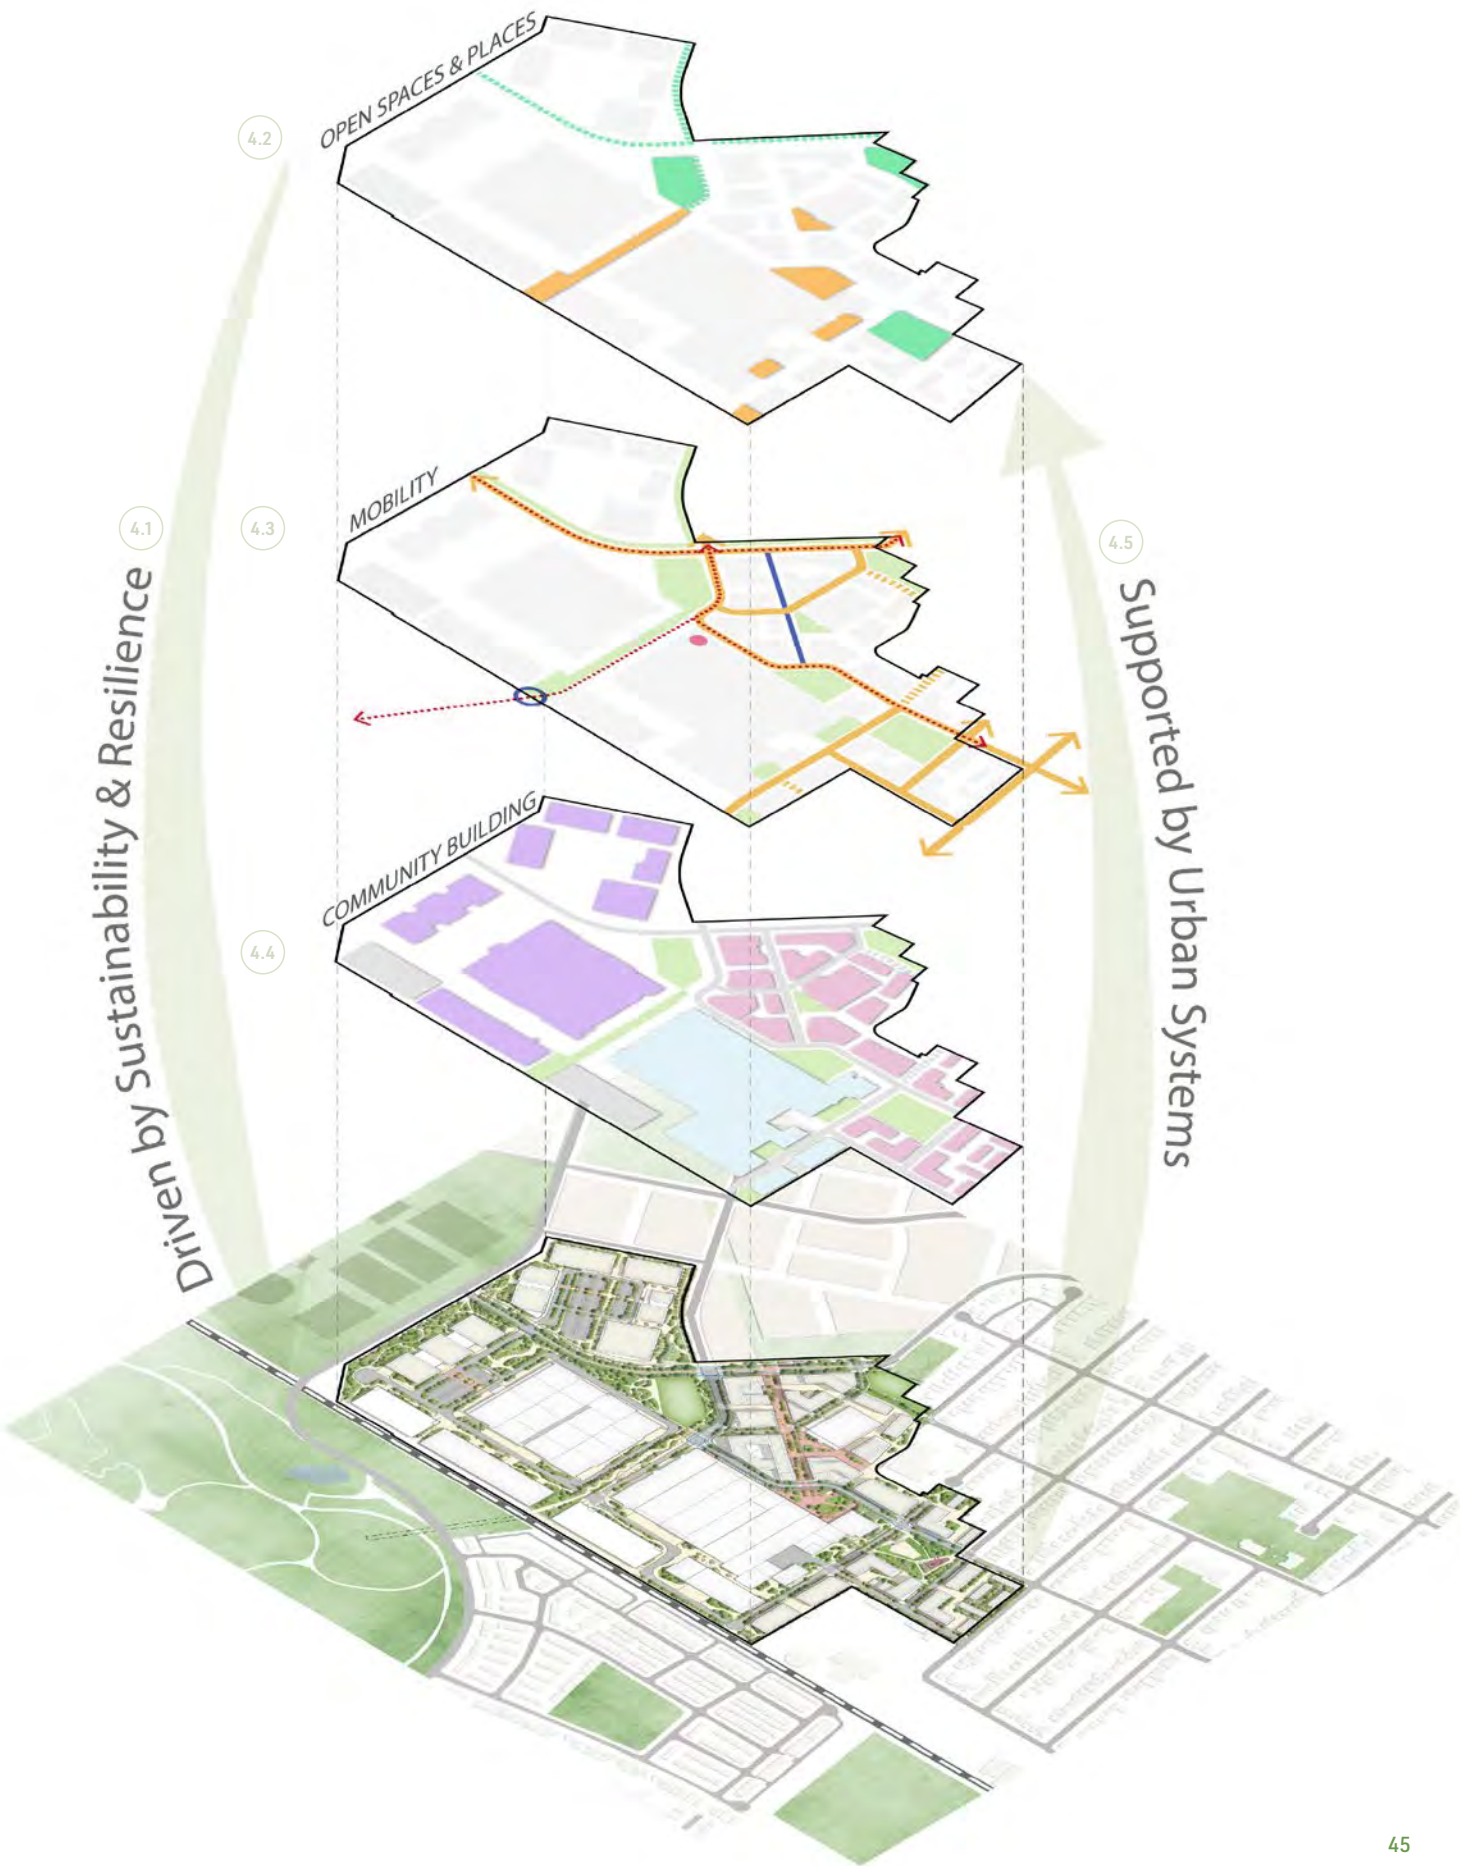 4.2
OPEN SPACES & PLACES
4.1
4.3
MOBILITY
4.5
Driven by Sustainability & Resilience
Supported by Urban Systems
COMMUNITY BUILDING
4.4
45